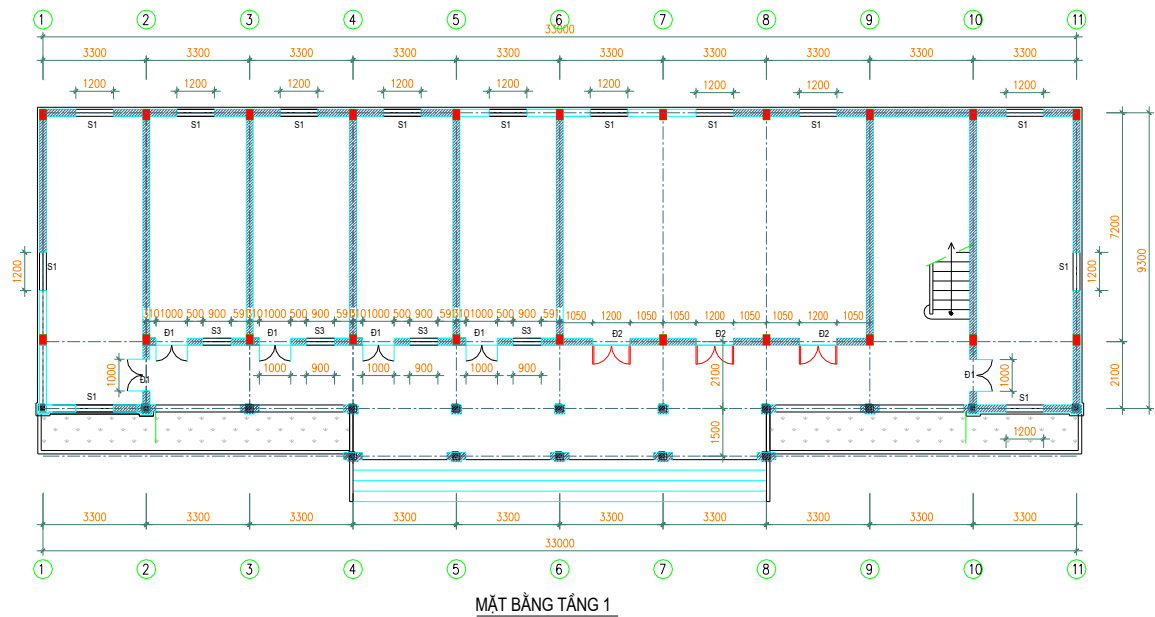 1 2 3 4 5 6 7 8 9 10 11
33000
3300 3300 3300 3300 3300 3300 3300 3300 3300 3300
1200 1200 1200 1200 1200 1200 1200 1200 1200
S1 S1 S1 S1 S1 S1 S1 S1 S1
7200
9300
1200 S1 S1 1200
1000 500 900 591 1000 500 900 591 1000 500 900 591 1000 500 900 591 1050 1200 1050 1050 1200 1050 1050 1200 1050
Đ1 S3 Đ1 S3 Đ1 S3 Đ1 S3 Đ2 Đ2 Đ2
1000 Đ1 1000 900 1000 900 1000 900 2100 Đ1 1000 2100
S1 S1
1500 1200
3300 3300 3300 3300 3300 3300 3300 3300 3300 3300
33000
1 2 3 4 5 6 7 8 9 10 11
MẶT BẰNG TẦNG 1